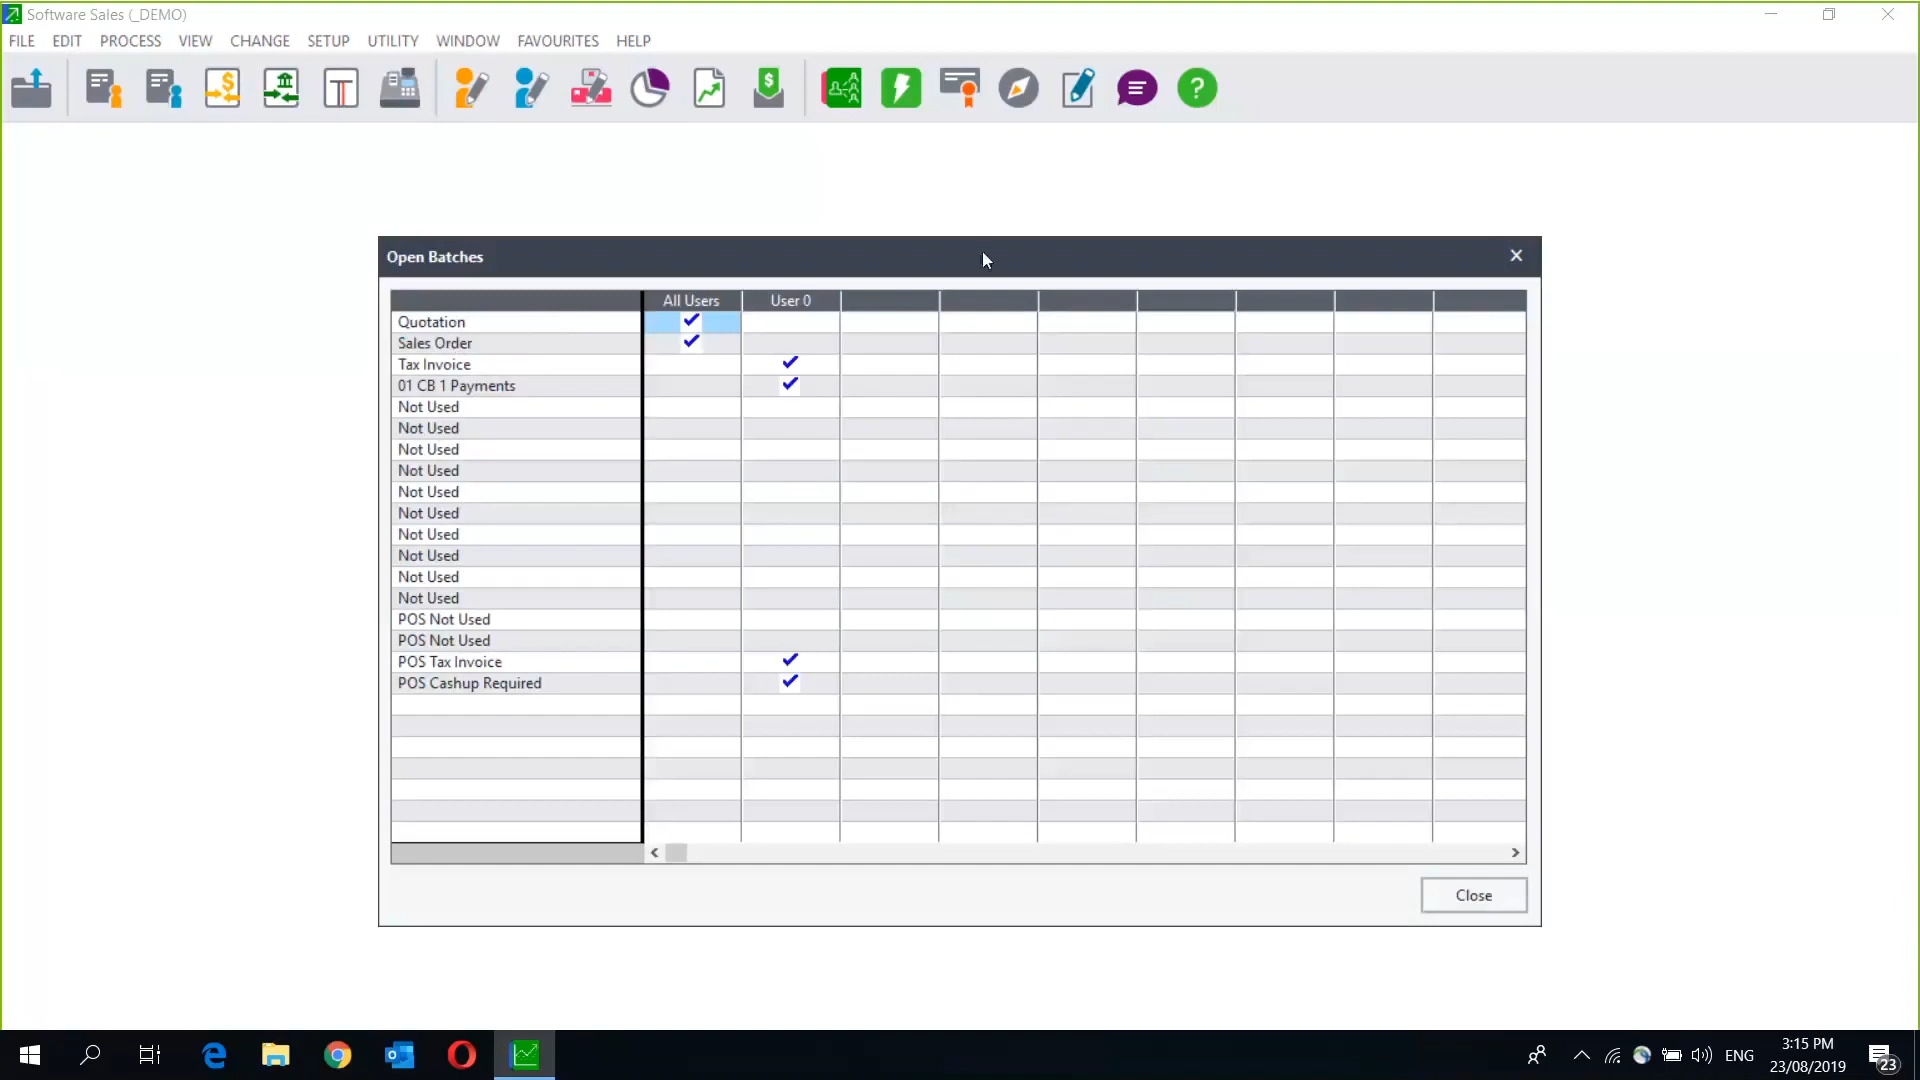 Software Sales (_DEMO)
FILE EDIT PROCESS VIEW CHANGE SETUP UTILITY WINDOW FAVOURITES HELP
Open Batches
All Users User 0
Quotation
Sales Order
Tax Invoice
01 CB 1 Payments
Not Used
Not Used
Not Used
Not Used
Not Used
Not Used
Not Used
Not Used
Not Used
Not Used
POS Not Used
POS Not Used
POS Tax Invoice
POS Cashup Required
Close
ENG
3:15 PM
23/08/2019
23